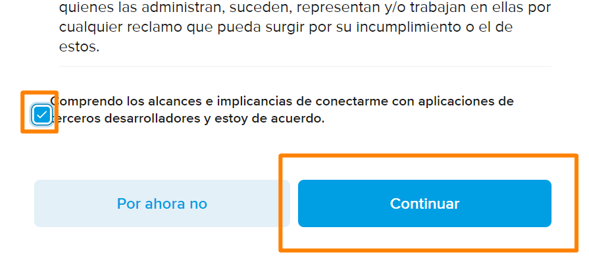 quienes las administran, suceden, representan y/o trabajan en ellas por
cualquier reclamo que pueda surgir por su incumplimiento o el de
estos.
Comprendo los alcances e implicancias de conectarme con aplicaciones de
terceros desarrolladores y estoy de acuerdo.
Por ahora no
Continuar